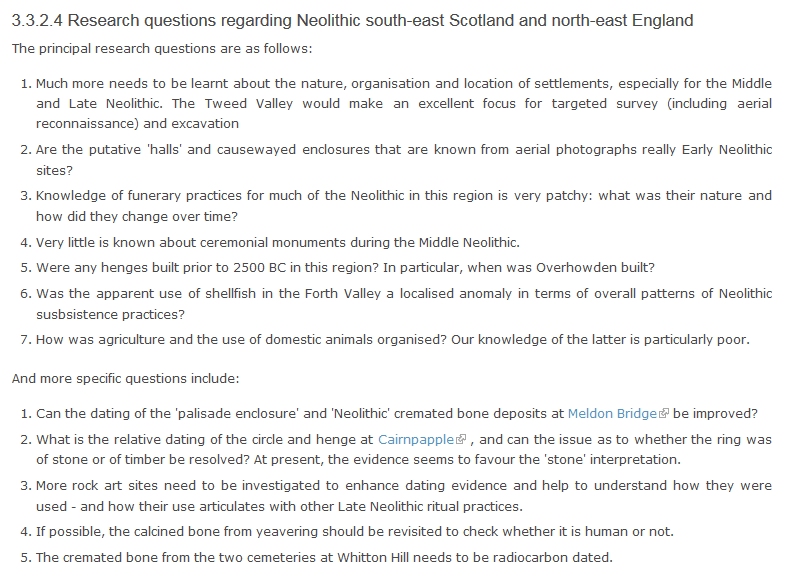 3.3.2.4 Research questions regarding Neolithic south-east Scotland and north-east England
The principal research questions are as follows:
1. Much more needs to be learnt about the nature, organisation and location of settlements, especially for the Middle
and Late Neolithic. The Tweed Valley would make an excellent focus for targeted survey (including aerial
reconnaissance) and excavation
2. Are the putative 'halls' and causewayed enclosures that are known from aerial photographs really Early Neolithic
sites?
3. Knowledge of funerary practices for much of the Neolithic in this region is very patchy: what was their nature and
how did they change over time?
4. Very little is known about ceremonial monuments during the Middle Neolithic.
5. Were any henges built prior to 2500 BC in this region? In particular, when was Overhowden built?
6. Was the apparent use of shellfish in the Forth Valley a localised anomaly in terms of overall patterns of Neolithic
susbsistence practices?
7. How was agriculture and the use of domestic animals organised? Our knowledge of the latter is particularly poor.
And more specific questions include:
1. Can the dating of the 'palisade enclosure' and 'Neolithic' cremated bone deposits at Meldon Bridge be improved?
2. What is the relative dating of the circle and henge at Cairnpapple , and can the issue as to whether the ring was
of stone or of timber be resolved? At present, the evidence seems to favour the 'stone' interpretation.
3. More rock art sites need to be investigated to enhance dating evidence and help to understand how they were
used - and how their use articulates with other Late Neolithic ritual practices.
4. If possible, the calcined bone from yeavering should be revisited to check whether it is human or not.
5. The cremated bone from the two cemeteries at Whitton Hill needs to be radiocarbon dated.